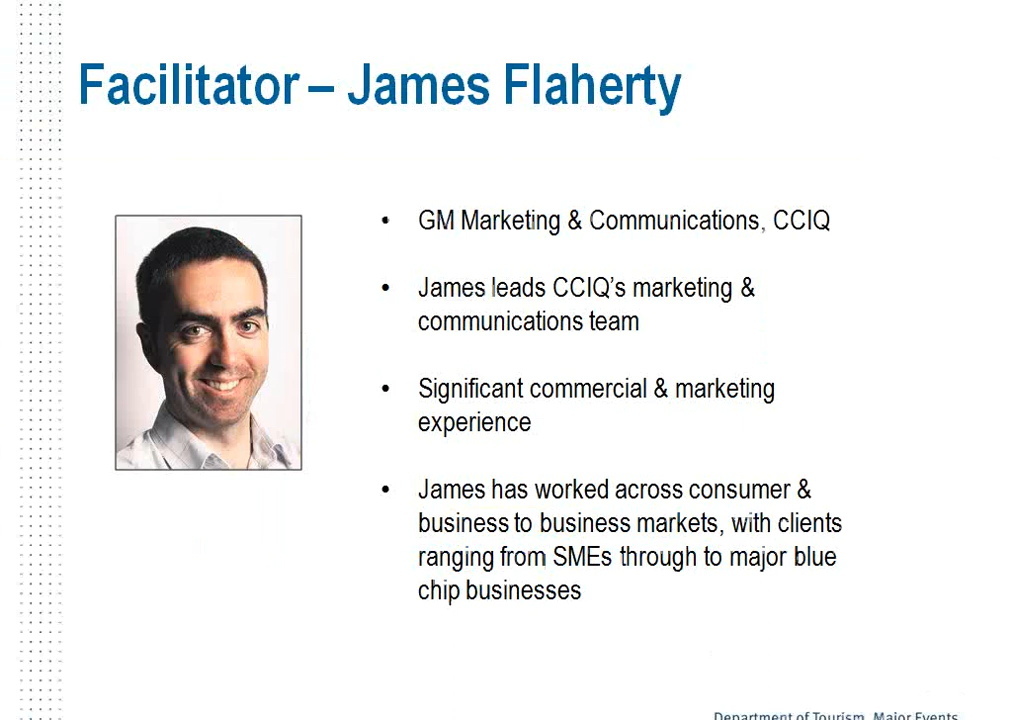 Facilitator – James Flaherty
• GM Marketing & Communications, CCIQ
• James leads CCIQ’s marketing &
communications team
• Significant commercial & marketing
experience
• James has worked across consumer &
business to business markets, with clients
ranging from SMEs through to major blue
chip businesses
Department of Tourism, Major Events